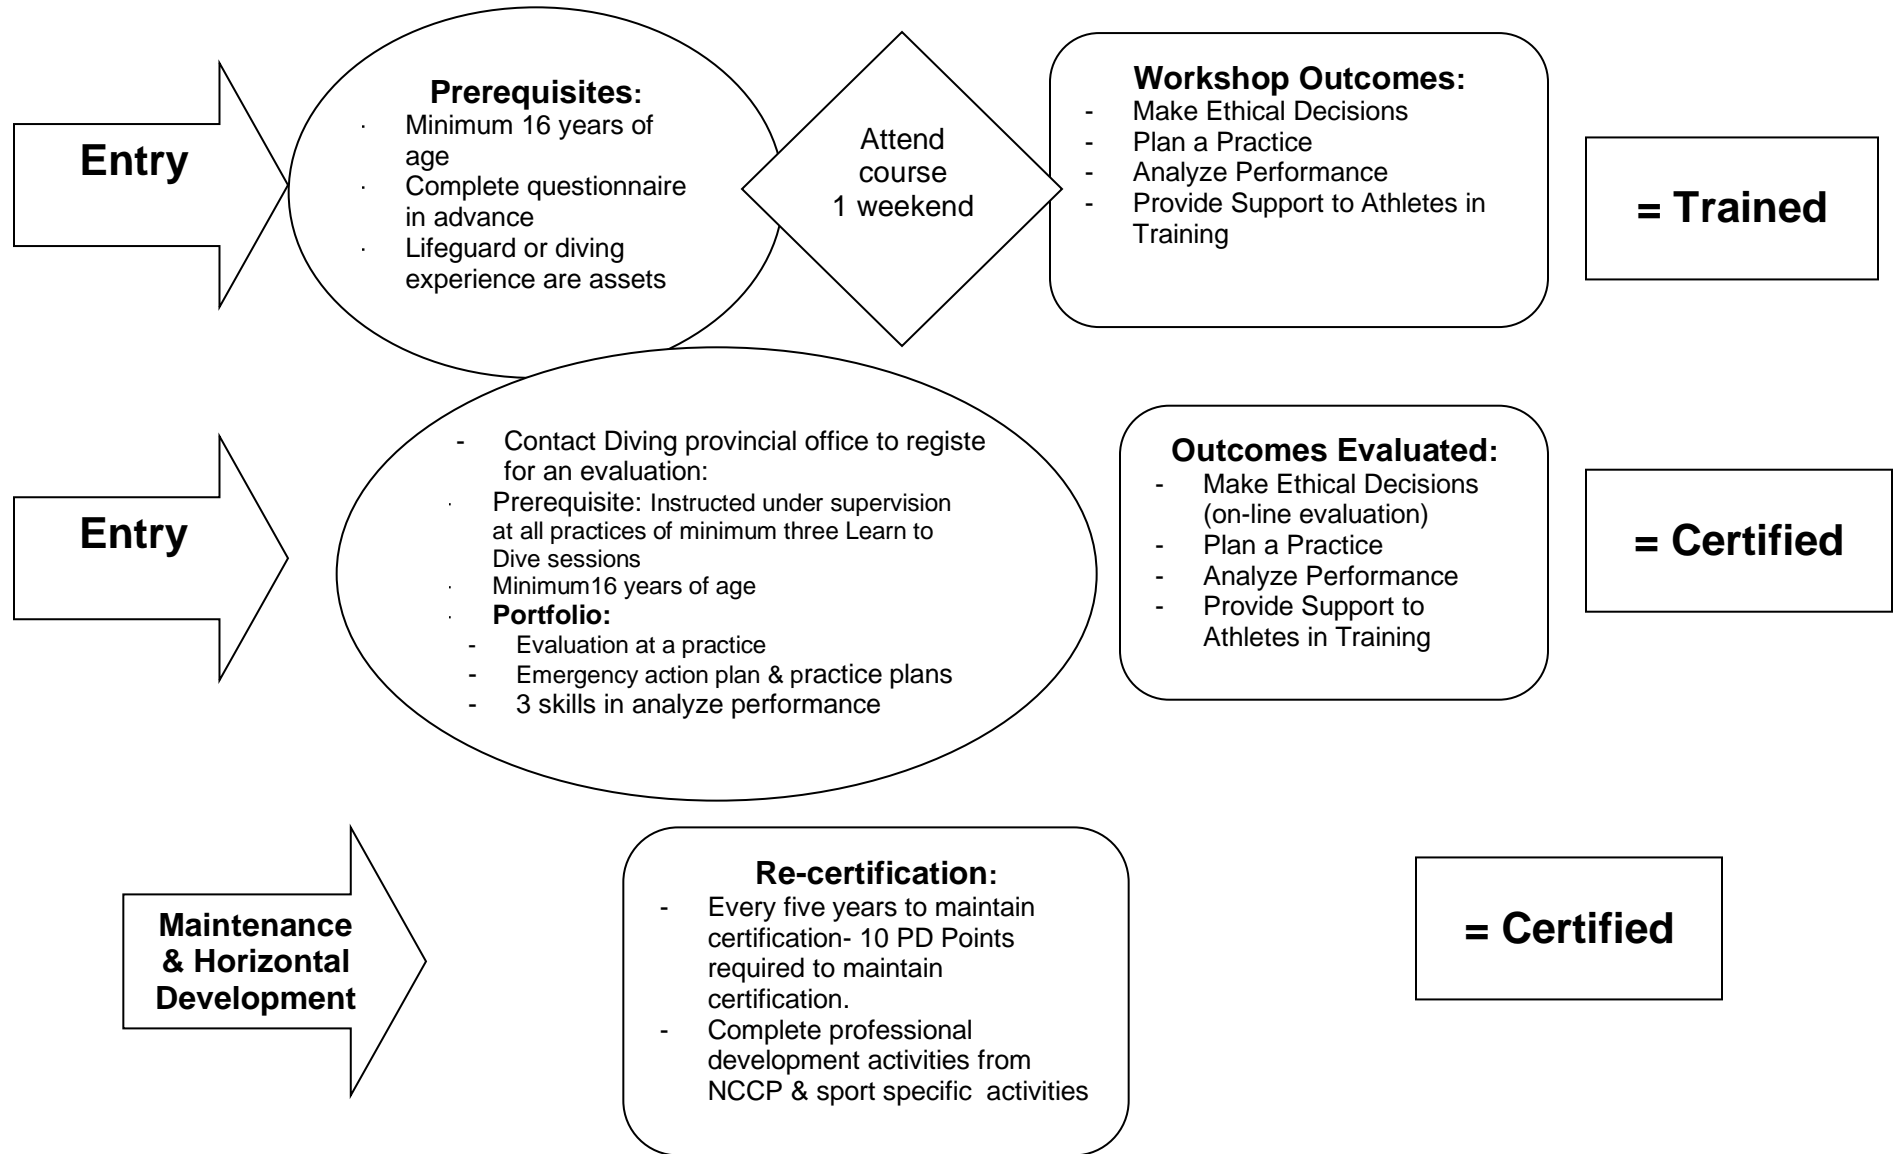 Entry
Prerequisites:
· Minimum 16 years of
age
· Complete questionnaire
in advance
· Lifeguard or diving
experience are assets
Attend
course
1 weekend
Workshop Outcomes:
- Make Ethical Decisions
- Plan a Practice
- Analyze Performance
- Provide Support to Athletes in
Training
= Trained
Entry
- Contact Diving provincial office to registe
for an evaluation:
· Prerequisite: Instructed under supervision
at all practices of minimum three Learn to
Dive sessions
· Minimum16 years of age
· Portfolio:
- Evaluation at a practice
- Emergency action plan & practice plans
- 3 skills in analyze performance
Outcomes Evaluated:
- Make Ethical Decisions
(on-line evaluation)
- Plan a Practice
- Analyze Performance
- Provide Support to
Athletes in Training
= Certified
Maintenance
& Horizontal
Development
Re-certification:
- Every five years to maintain
certification- 10 PD Points
required to maintain
certification.
- Complete professional
development activities from
NCCP & sport specific activities
= Certified